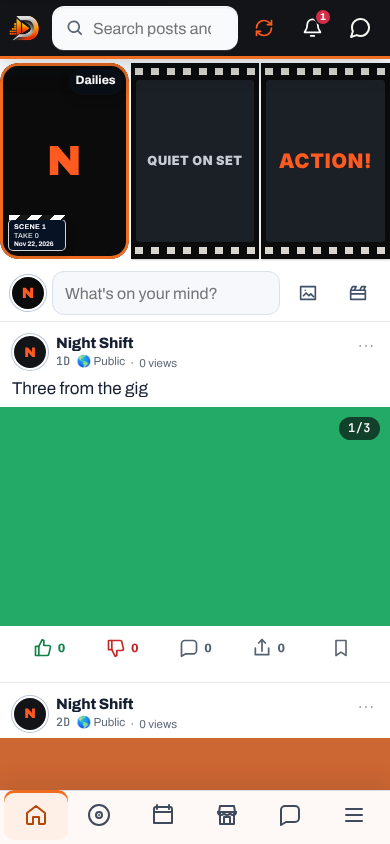 Search posts and
1
Dailies
N
SCENE 1
TAKE 0
Nov 22, 2026
QUIET ON SET
ACTION!
N
What's on your mind?
N
Night Shift
1D Public · 0 views
Three from the gig
1/3
0
0
0
0
N
Night Shift
2D Public · 0 views